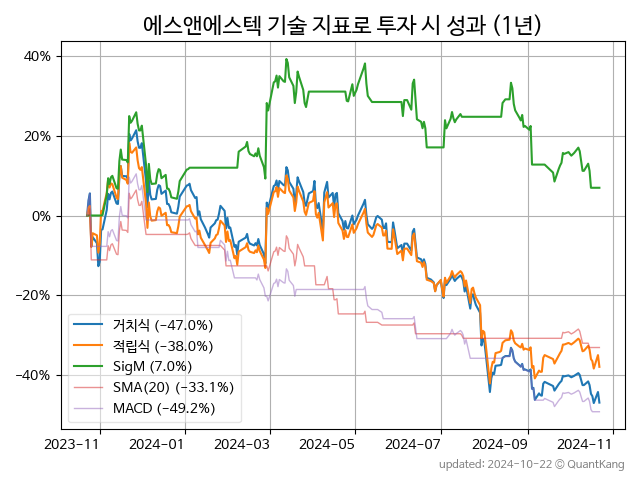 에스앤에스텍 기술 지표로 투자 시 성과 (1년)
40%
20%
0%
−20%
−40%
거치식 (−47.0%)
적립식 (−38.0%)
SigM (7.0%)
SMA(20) (−33.1%)
MACD (−49.2%)
2023-11 2024-01 2024-03 2024-05 2024-07 2024-09 2024-11
updated: 2024-10-22 © QuantKang